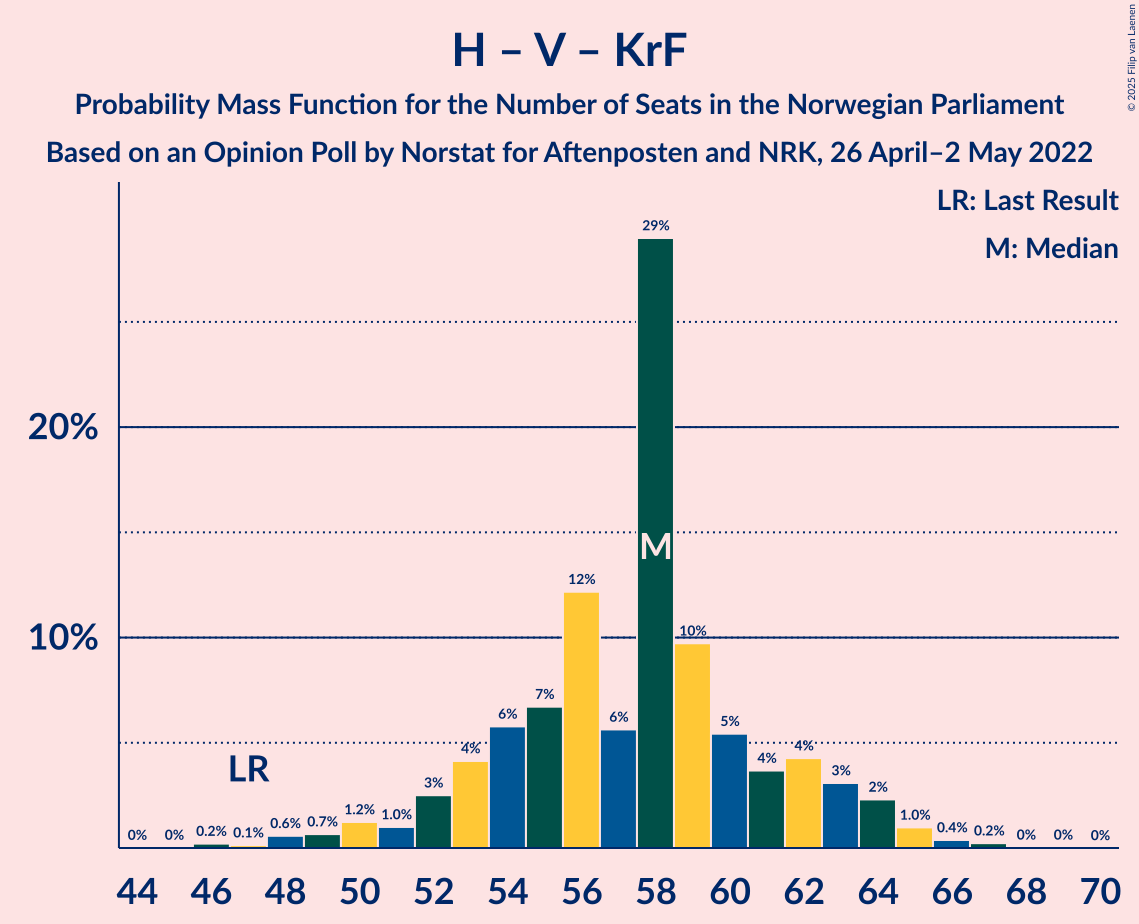 H – V – KrF
Probability Mass Function for the Number of Seats in the Norwegian Parliament
Based on an Opinion Poll by Norstat for Aftenposten and NRK, 26 April–2 May 2022
© 2025 Filip van Laenen
LR: Last Result
M: Median
29%
20%
M
12%
10%
10%
7%
6%
6%
5%
4%
4%
4%
LR
3%
3%
2%
0% 0% 0.2% 0.1% 0.6% 0.7% 1.2% 1.0% 1.0% 0.4% 0.2% 0% 0% 0%
44 46 48 50 52 54 56 58 60 62 64 66 68 70